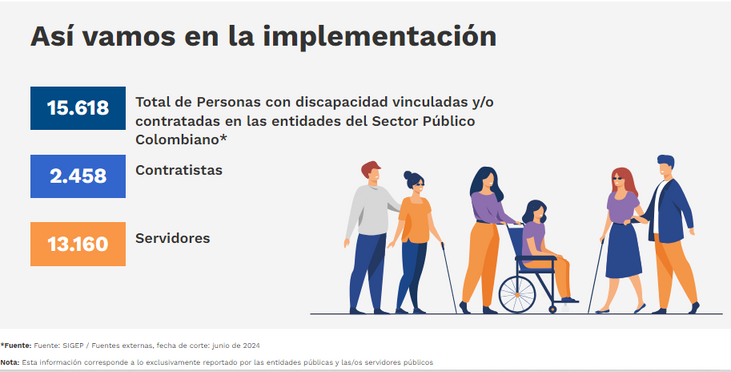 Así vamos en la implementación
15.618
Total de Personas con discapacidad vinculadas y/o
contratadas en las entidades del Sector Público
Colombiano*
2.458
Contratistas
13.160
Servidores
*Fuente: Fuente: SIGEP / Fuentes externas, fecha de corte: junio de 2024
Nota: Esta información corresponde a lo exclusivamente reportado por las entidades públicas y las/os servidores públicos